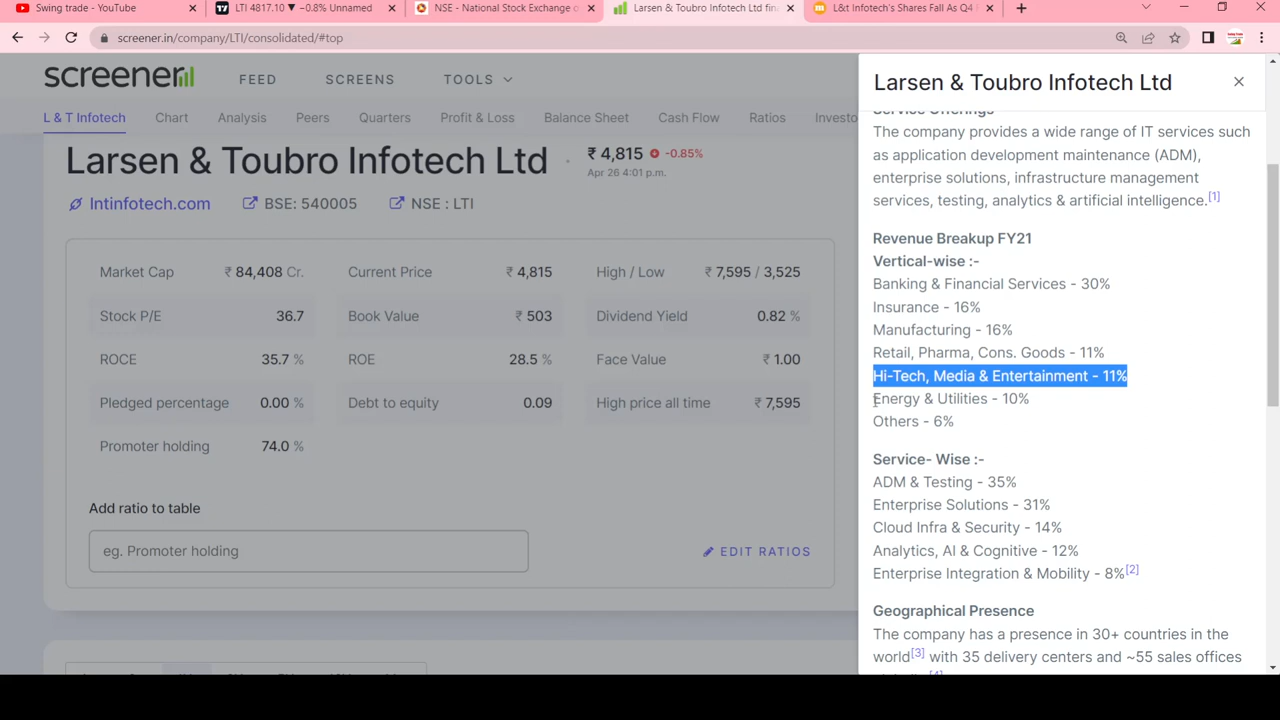 Swing trade - YouTube
LTI 4817.10 ▼ −0.8% Unnamed
NSE - National Stock Exchange o
Larsen & Toubro Infotech Ltd fin
L&t Infotech's Shares Fall As Q4
screener.in/company/LTI/consolidated/#top
screener
FEED
SCREENS
TOOLS
L & T Infotech
Chart
Analysis
Peers
Quarters
Profit & Loss
Balance Sheet
Cash Flow
Ratios
Investo
Larsen & Toubro Infotech Ltd
₹ 4,815 -0.85%
Apr 26 4:01 p.m.
lntinfotech.com
BSE: 540005
NSE : LTI
Market Cap ₹ 84,408 Cr.
Current Price ₹ 4,815
High / Low ₹ 7,595 / 3,525
Stock P/E 36.7
Book Value ₹ 503
Dividend Yield 0.82 %
ROCE 35.7 %
ROE 28.5 %
Face Value ₹ 1.00
Pledged percentage 0.00 %
Debt to equity 0.09
High price all time ₹ 7,595
Promoter holding 74.0 %
Add ratio to table
eg. Promoter holding
EDIT RATIOS
Larsen & Toubro Infotech Ltd
Service Offerings
The company provides a wide range of IT services such
as application development maintenance (ADM),
enterprise solutions, infrastructure management
services, testing, analytics & artificial intelligence.[1]
Revenue Breakup FY21
Vertical-wise :-
Banking & Financial Services - 30%
Insurance - 16%
Manufacturing - 16%
Retail, Pharma, Cons. Goods - 11%
Hi-Tech, Media & Entertainment - 11%
Energy & Utilities - 10%
Others - 6%
Service- Wise :-
ADM & Testing - 35%
Enterprise Solutions - 31%
Cloud Infra & Security - 14%
Analytics, AI & Cognitive - 12%
Enterprise Integration & Mobility - 8%[2]
Geographical Presence
The company has a presence in 30+ countries in the
world[3] with 35 delivery centers and ~55 sales offices